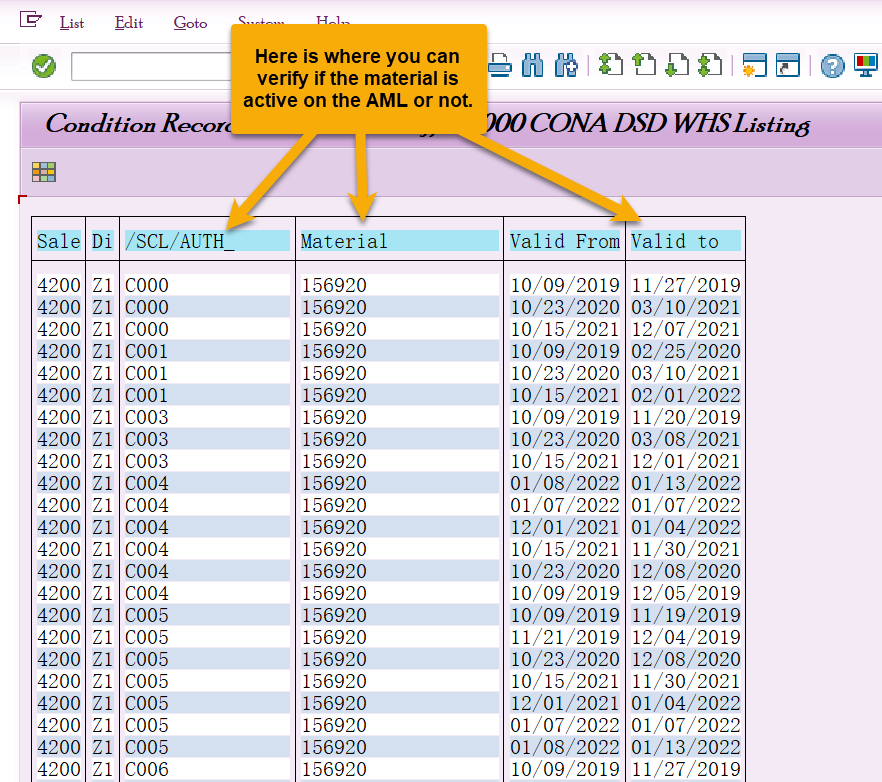 List Edit Goto System Help
Here is where you can
verify if the material is
active on the AML or not.
Condition Records 000 CONA DSD WHS Listing
Sale Di /SCL/AUTH_ Material Valid From Valid to
4200 Z1 C000 156920 10/09/2019 11/27/2019
4200 Z1 C000 156920 10/23/2020 03/10/2021
4200 Z1 C000 156920 10/15/2021 12/07/2021
4200 Z1 C001 156920 10/09/2019 02/25/2020
4200 Z1 C001 156920 10/23/2020 03/10/2021
4200 Z1 C001 156920 10/15/2021 02/01/2022
4200 Z1 C003 156920 10/09/2019 11/20/2019
4200 Z1 C003 156920 10/23/2020 03/08/2021
4200 Z1 C003 156920 10/15/2021 12/01/2021
4200 Z1 C004 156920 01/08/2022 01/13/2022
4200 Z1 C004 156920 01/07/2022 01/07/2022
4200 Z1 C004 156920 12/01/2021 01/04/2022
4200 Z1 C004 156920 10/15/2021 11/30/2021
4200 Z1 C004 156920 10/23/2020 12/08/2020
4200 Z1 C004 156920 10/09/2019 12/05/2019
4200 Z1 C005 156920 10/09/2019 11/19/2019
4200 Z1 C005 156920 11/21/2019 12/04/2019
4200 Z1 C005 156920 10/23/2020 12/08/2020
4200 Z1 C005 156920 10/15/2021 11/30/2021
4200 Z1 C005 156920 12/01/2021 01/04/2022
4200 Z1 C005 156920 01/07/2022 01/07/2022
4200 Z1 C005 156920 01/08/2022 01/13/2022
4200 Z1 C006 156920 10/09/2019 11/27/2019